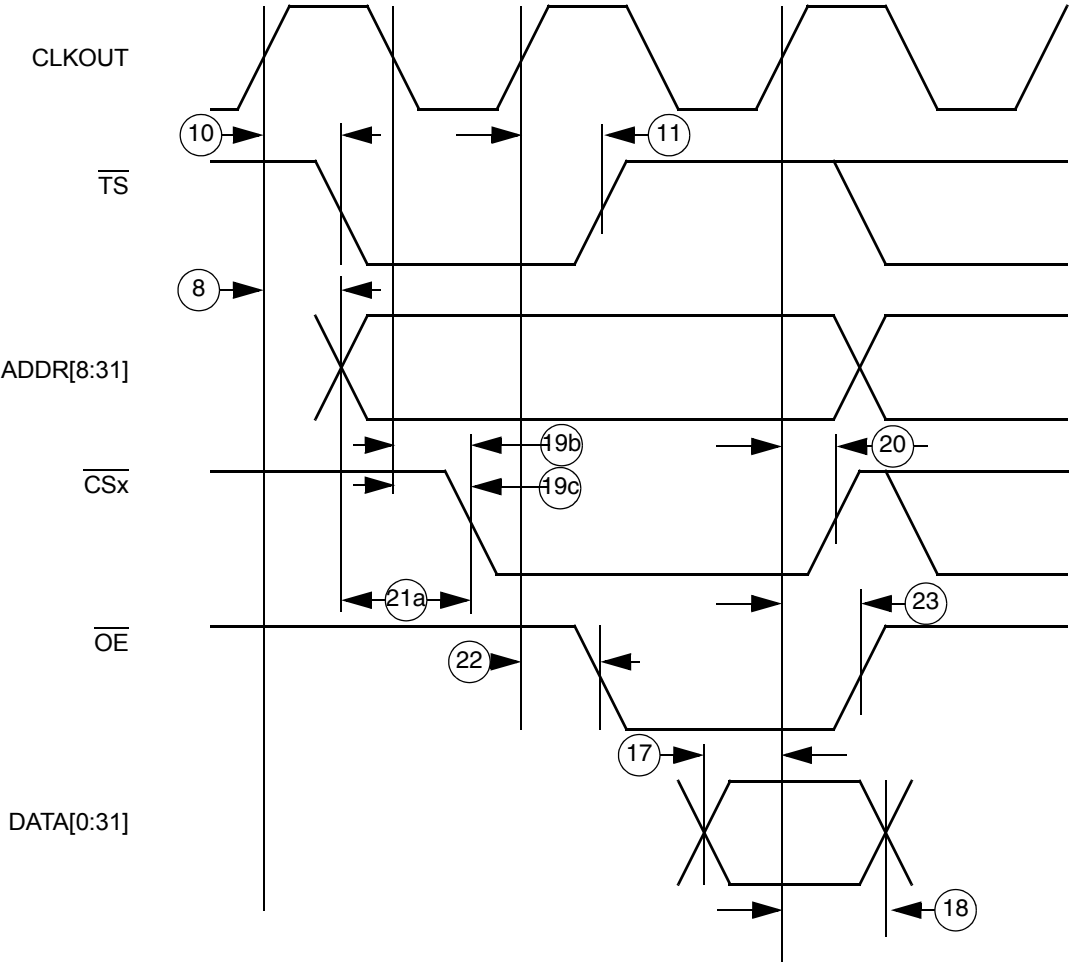 CLKOUT
10
11
TS
8
ADDR[8:31]
19b
20
CSx
19c
21a
23
OE
22
17
DATA[0:31]
18